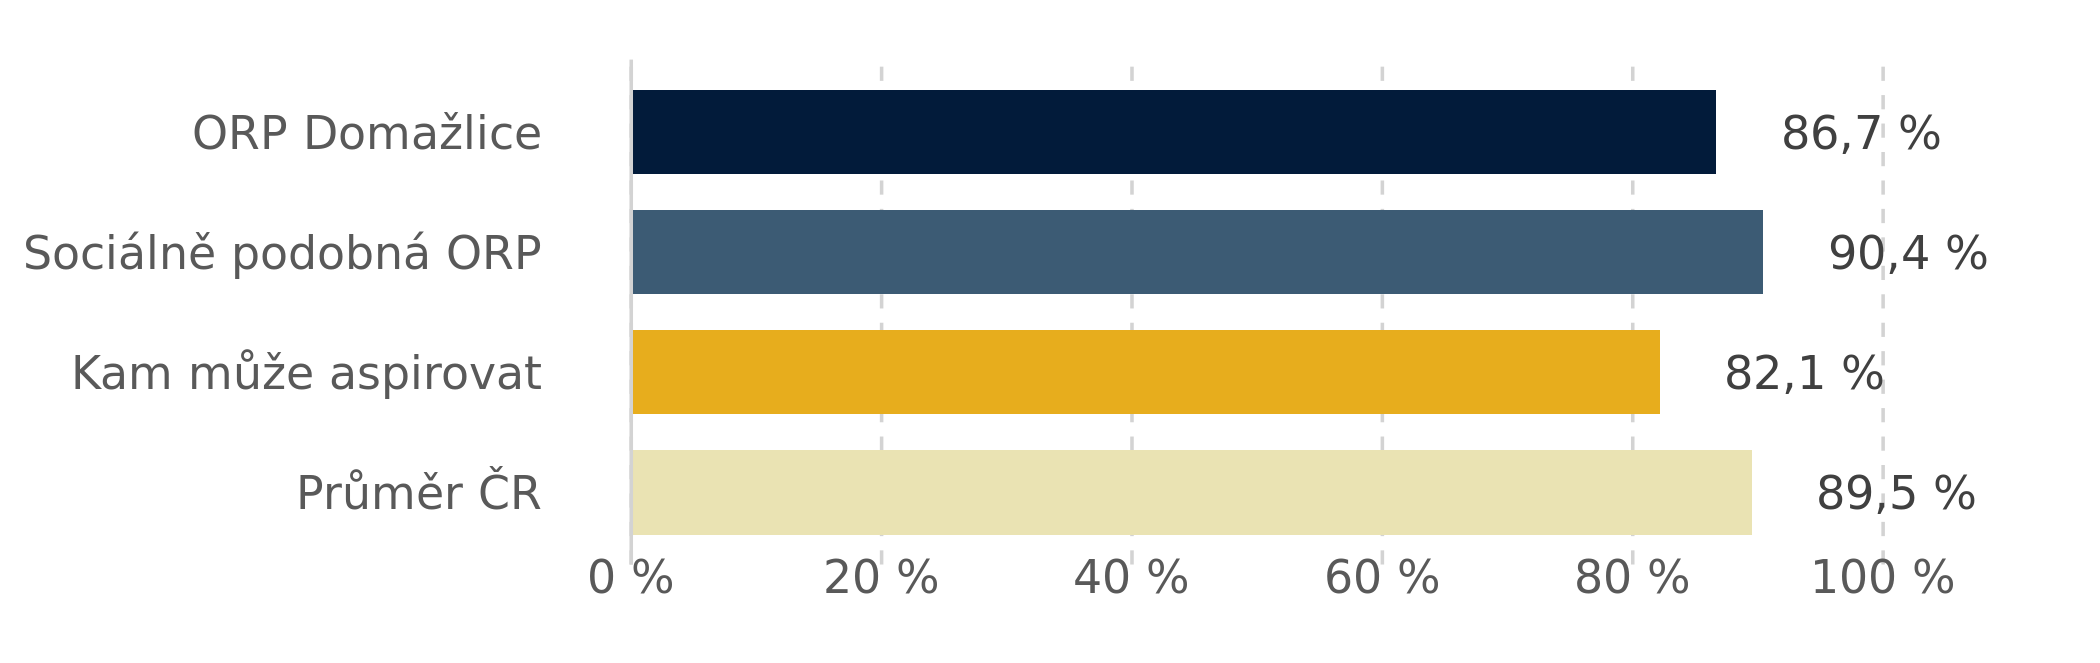 ORP Domažlice 86,7 %
Sociálně podobná ORP 90,4 %
Kam může aspirovat 82,1 %
Průměr ČR 89,5 %
0 % 20 % 40 % 60 % 80 % 100 %